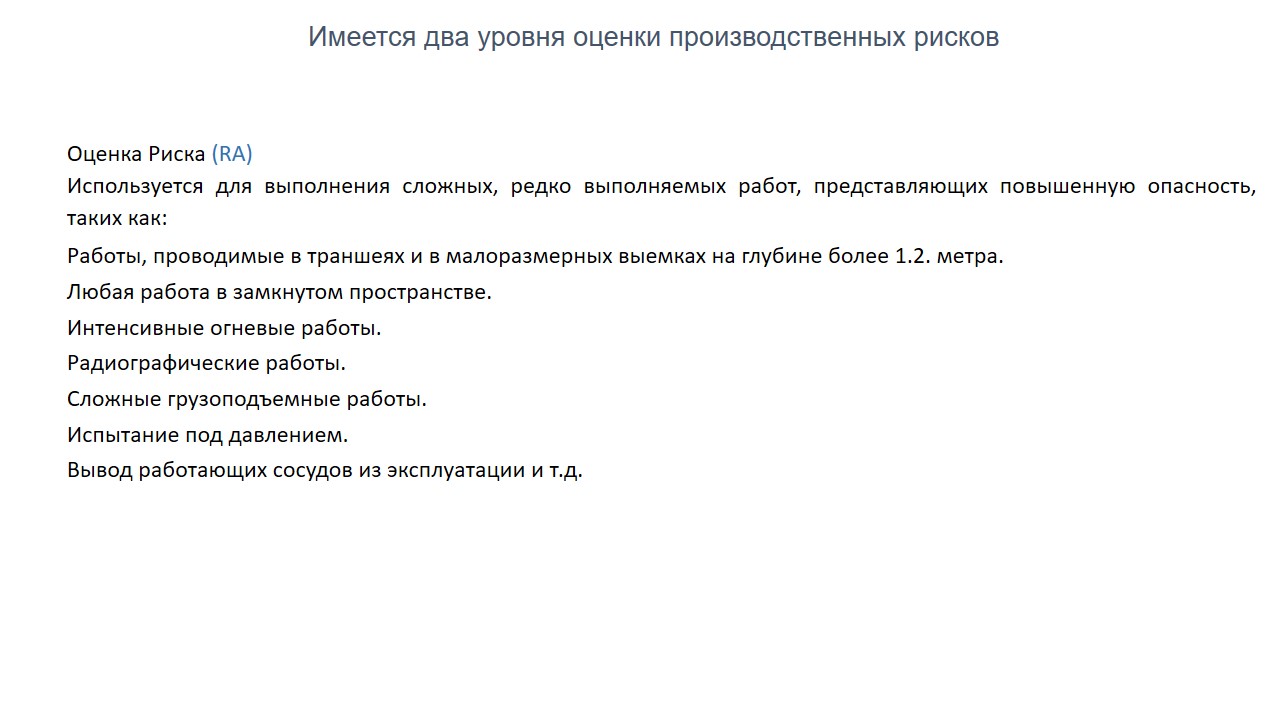 Имеется два уровня оценки производственных рисков
Оценка Риска (RA)
Используется для выполнения сложных, редко выполняемых работ, представляющих повышенную опасность,
таких как:
Работы, проводимые в траншеях и в малоразмерных выемках на глубине более 1.2. метра.
Любая работа в замкнутом пространстве.
Интенсивные огневые работы.
Радиографические работы.
Сложные грузоподъемные работы.
Испытание под давлением.
Вывод работающих сосудов из эксплуатации и т.д.